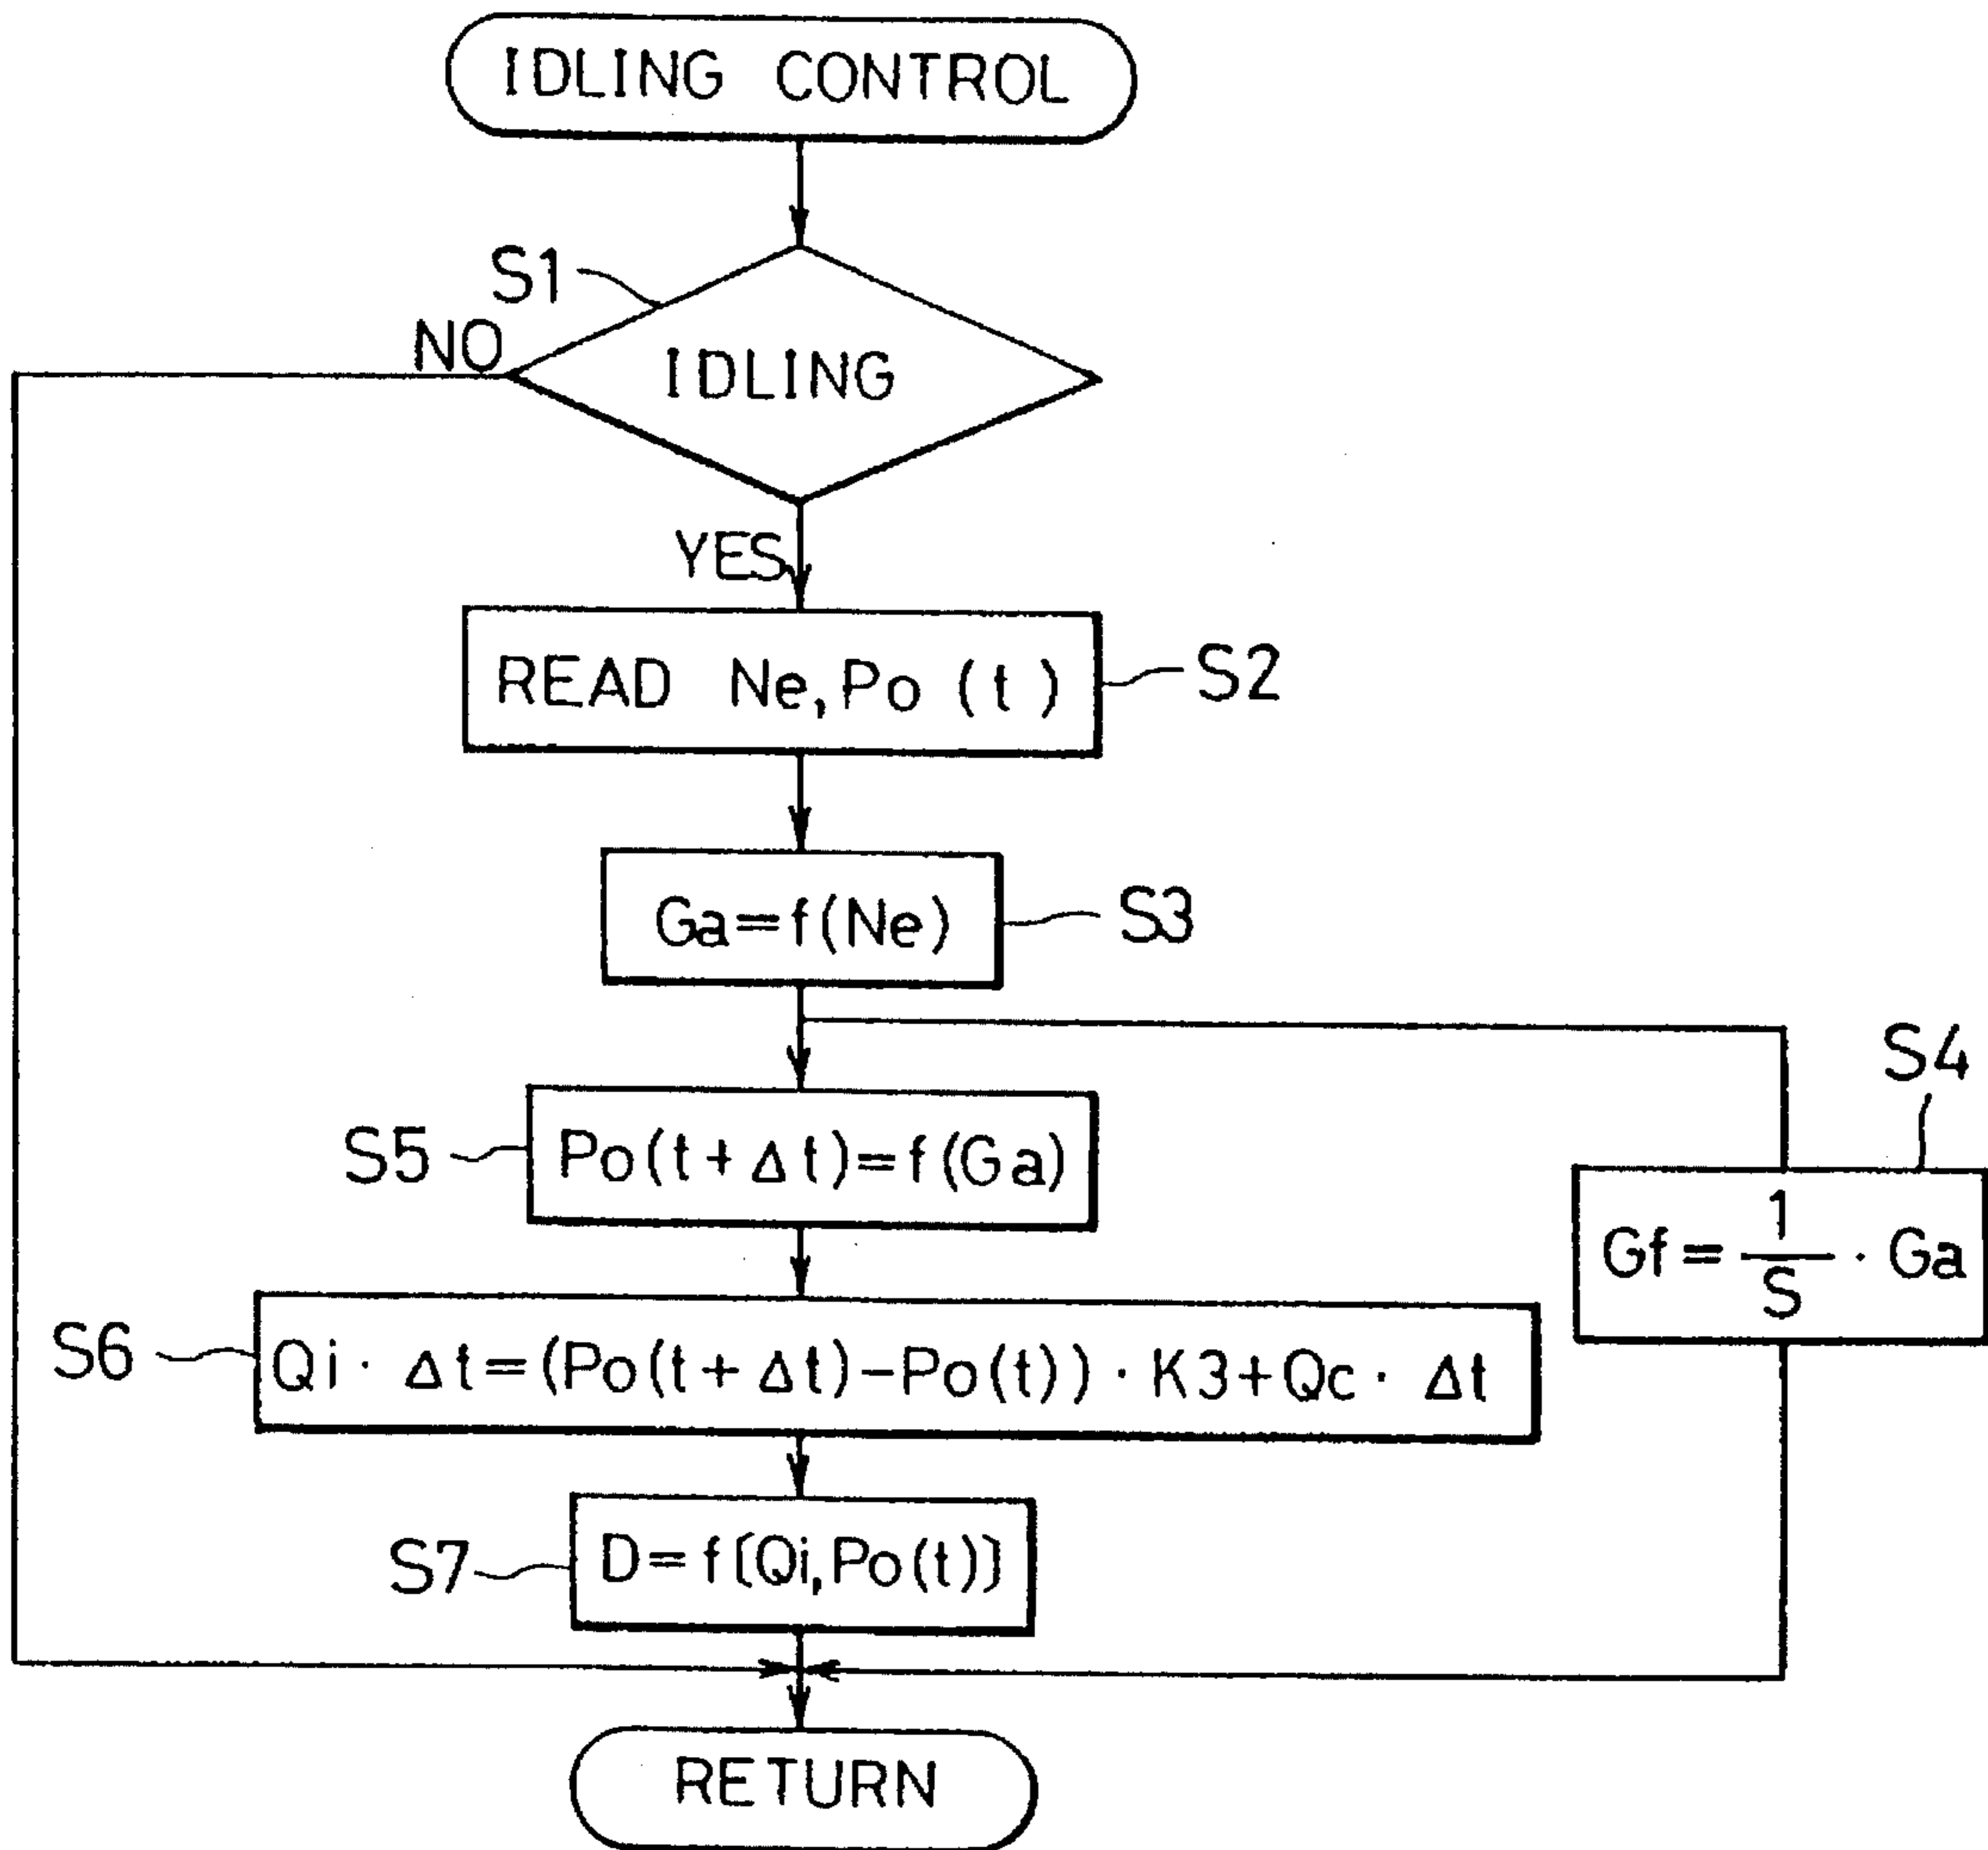 IDLING CONTROL
S1
NO
IDLING
YES
READ Ne,Po (t)
S2
Ga=f(Ne)
S3
S4
S5
Po(t+Δt)=f(Ga)
Gf=1/S·Ga
S6
Qi·Δt=(Po(t+Δt)-Po(t))·K3+Qc·Δt
S7
D=f[Qi,Po(t)]
RETURN